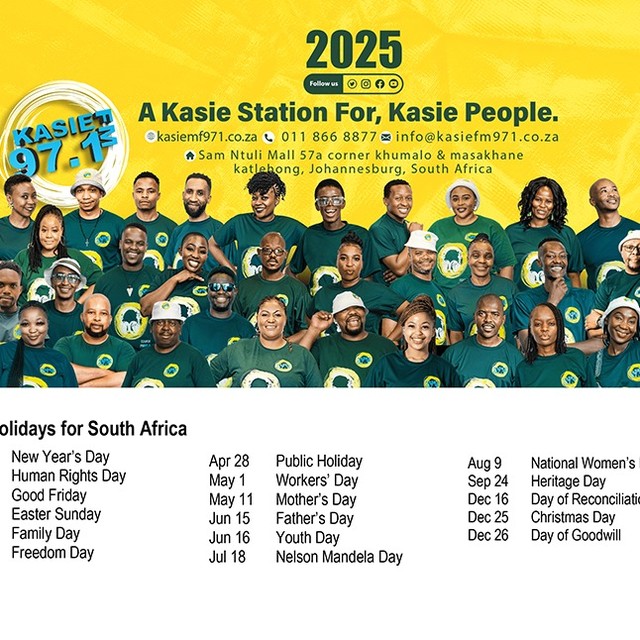 2025
Follow us
A Kasie Station For, Kasie People.
kasiemf971.co.za 011 866 8877 info@kasiefm971.co.za
Sam Ntuli Mall 57a corner khumalo & masakhane
katlehong, Johannesburg, South Africa
KASIE FM
97.1
olidays for South Africa
New Year's Day
Human Rights Day
Good Friday
Easter Sunday
Family Day
Freedom Day
Apr 28 Public Holiday
May 1 Workers' Day
May 11 Mother's Day
Jun 15 Father's Day
Jun 16 Youth Day
Jul 18 Nelson Mandela Day
Aug 9 National Women's
Sep 24 Heritage Day
Dec 16 Day of Reconciliati
Dec 25 Christmas Day
Dec 26 Day of Goodwill